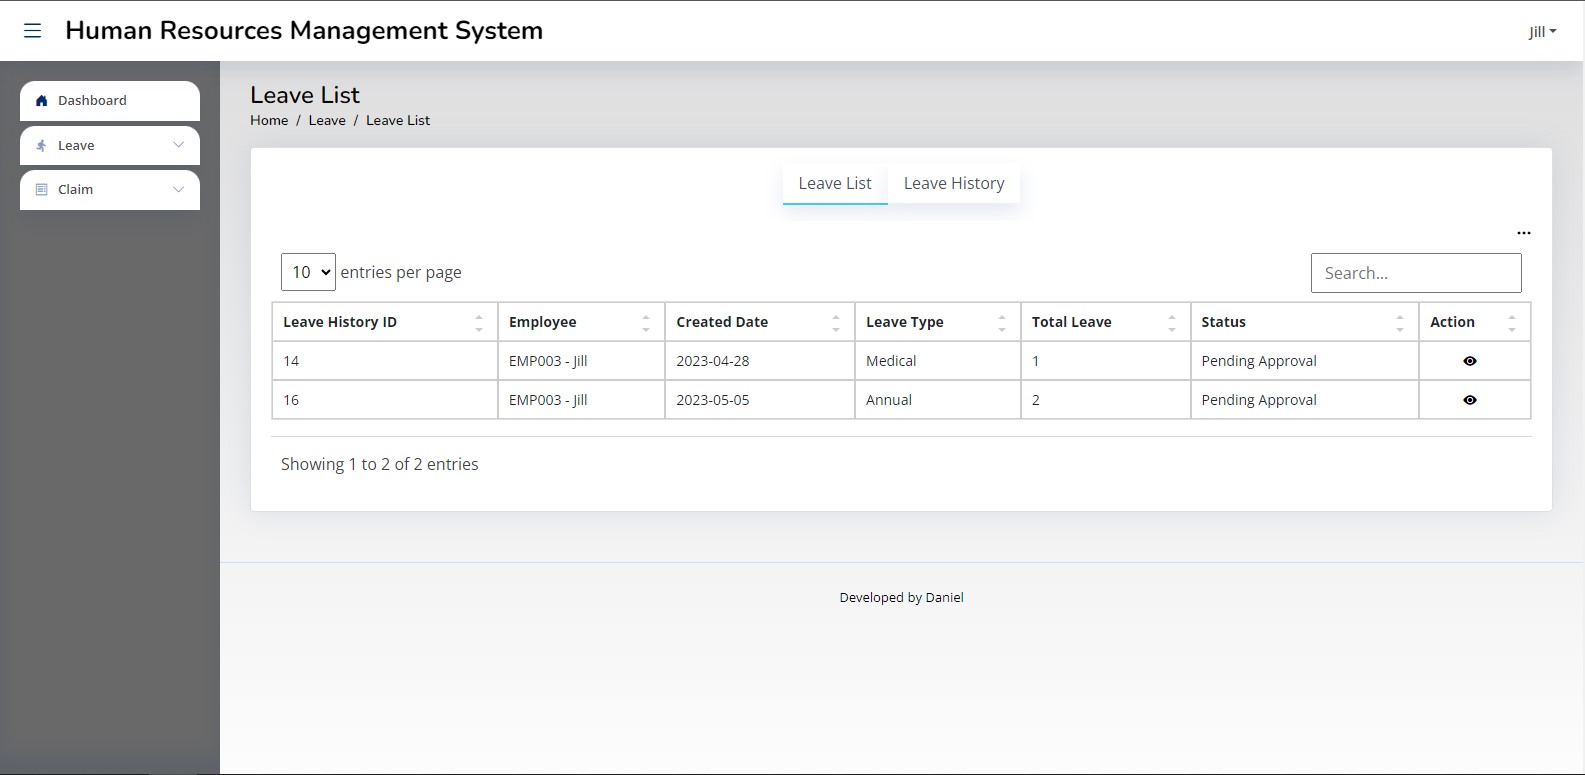 Human Resources Management System
Jill
Dashboard
Leave
Claim
Leave List
Home / Leave / Leave List
Leave List Leave History
...
10 entries per page
Search...
Leave History ID Employee Created Date Leave Type Total Leave Status Action
14 EMP003 - Jill 2023-04-28 Medical 1 Pending Approval
16 EMP003 - Jill 2023-05-05 Annual 2 Pending Approval
Showing 1 to 2 of 2 entries
Developed by Daniel